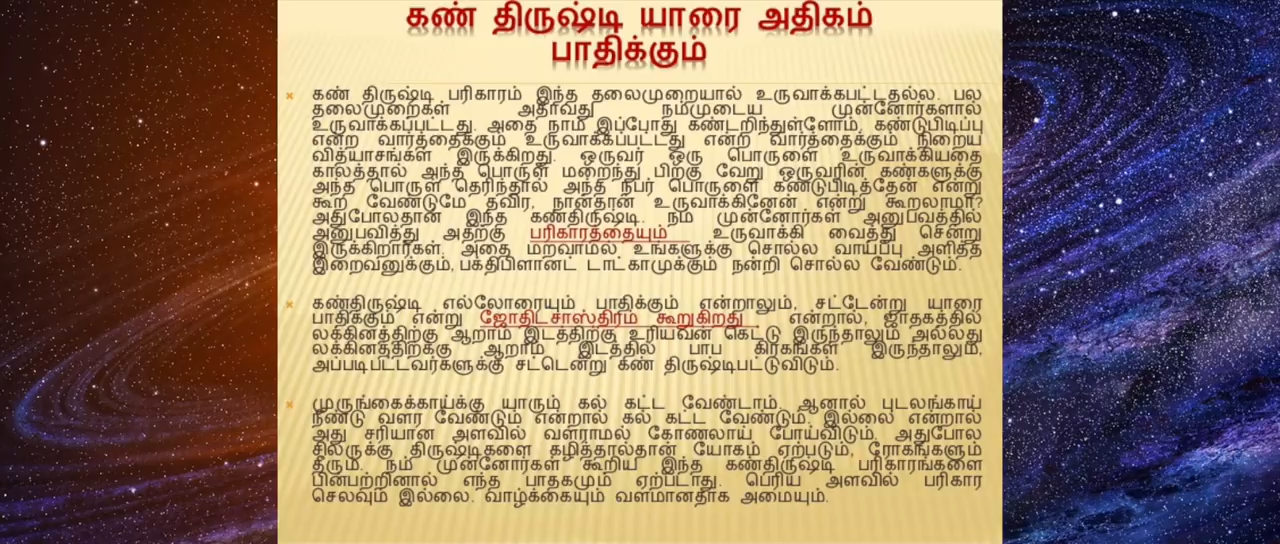 கண் திருஷ்டி யாரை அதிகம்
பாதிக்கும்
கண் திருஷ்டி பரிகாரம் இந்த தலைமுறையால் உருவாக்கபட்டதல்ல. பல
தலைமுறைகள் அதாவது நம்முடைய முன்னோர்களால்
உருவாக்கப்பட்டது. அதை நாம் இப்போது கண்டறிந்துள்ளோம். கண்டுபிடிப்பு
என்ற வார்த்தைக்கும் உருவாக்கப்பட்டது என்ற வார்த்தைக்கும் நிறைய
வித்யாசங்கள் இருக்கிறது. ஒருவர் ஒரு பொருளை உருவாக்கியதை
காலத்தால் அந்த பொருள் மறைந்து பிறகு வேறு ஒருவரின் கண்களுக்கு
அந்த பொருள் தெரிந்தால் அந்த நபர் பொருளை கண்டுபிடித்தேன் என்று
கூற வேண்டுமே தவிர, நான்தான் உருவாக்கினேன் என்று கூறலாமா?
அதுபோலதான் இந்த கண்திருஷ்டி. நம் முன்னோர்கள் அனுபவத்தில்
அனுபவித்து அதற்கு பரிகாரத்தையும் உருவாக்கி வைத்து சென்று
இருக்கிறார்கள். அதை மறவாமல் உங்களுக்கு சொல்ல வாய்ப்பு அளித்த
இறைவனுக்கும், பக்திபிளானட் டாட்காமுக்கும் நன்றி சொல்ல வேண்டும்.
கண்திருஷ்டி எல்லோரையும் பாதிக்கும் என்றாலும், சட்டேன்று யாரை
பாதிக்கும் என்று ஜோதிடசாஸ்திரம் கூறுகிறது என்றால், ஜாதகத்தில்
லக்கினத்திற்கு ஆறாம் இடத்திற்கு உரியவன் கெட்டு இருந்தாலும் அல்லது
லக்கினத்திற்க்கு ஆறாம் இடத்தில் பாப கிரகங்கள் இருந்தாலும்,
அப்படிபட்டவர்களுக்கு சட்டென்று கண் திருஷ்டிபட்டுவிடும்.
முருங்கைக்காய்க்கு யாரும் கல் கட்ட வேண்டாம். ஆனால் புடலங்காய்
நீண்டு வளர வேண்டும் என்றால் கல் கட்ட வேண்டும். இல்லை என்றால்
அது சரியான அளவில் வளராமல் கோணலாய் போய்விடும். அதுபோல
சிலருக்கு திருஷ்டிகளை கழித்தால்தான் யோகம் ஏற்படும், ரோகங்களும்
தீரும். நம் முன்னோர்கள் கூறிய இந்த கண்திருஷ்டி பரிகாரங்களை
பின்பற்றினால் எந்த பாதகமும் ஏற்படாது. பெரிய அளவில் பரிகார
செலவும் இல்லை. வாழ்க்கையும் வளமானதாக அமையும்.